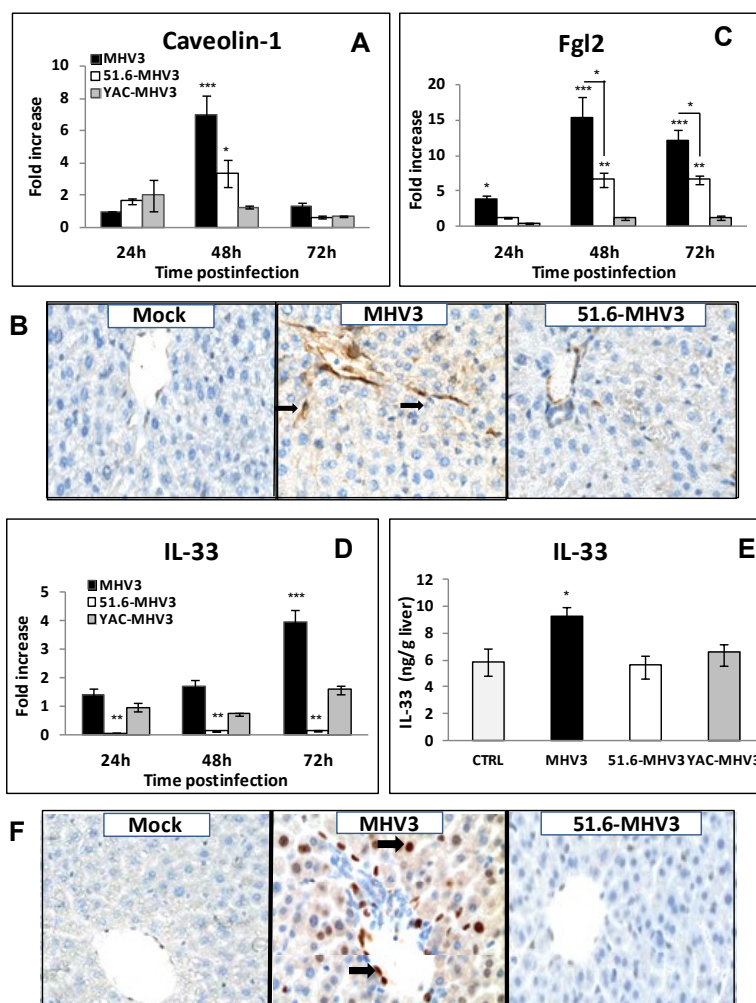 Caveolin-1
A
MHV3
51.6-MHV3
YAC-MHV3
Fold increase
10
8
6
4
2
0
***
*
24h
48h
72h
Time postinfection
Fgl2
C
Fold increase
20
15
10
5
0
*
***
*
**
***
*
**
24h
48h
72h
Time postinfection
B
Mock
MHV3
51.6-MHV3
IL-33
D
MHV3
51.6-MHV3
YAC-MHV3
Fold increase
5
4
3
2
1
0
**
**
***
**
24h
48h
72h
Time postinfection
IL-33
E
IL-33 (ng/g liver)
12
10
8
6
4
2
0
*
CTRL
MHV3
51.6-MHV3
YAC-MHV3
F
Mock
MHV3
51.6-MHV3